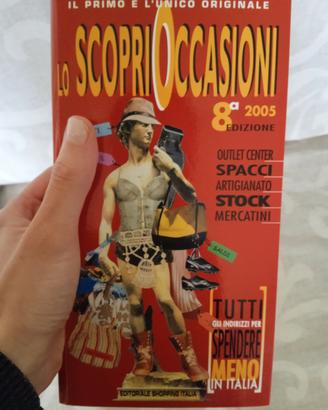 IL PRIMO E L'UNICO ORIGINALE
LO SCOPRIOCCASIONI
8ª 2005
EDIZIONE
OUTLET CENTER
SPACCI
ARTIGIANATO
STOCK
MERCATINI
SALDI
TUTTI
GLI INDIRIZZI PER
SPENDERE
MENO
IN ITALIA
EDITORIALE SHOPPING ITALIA